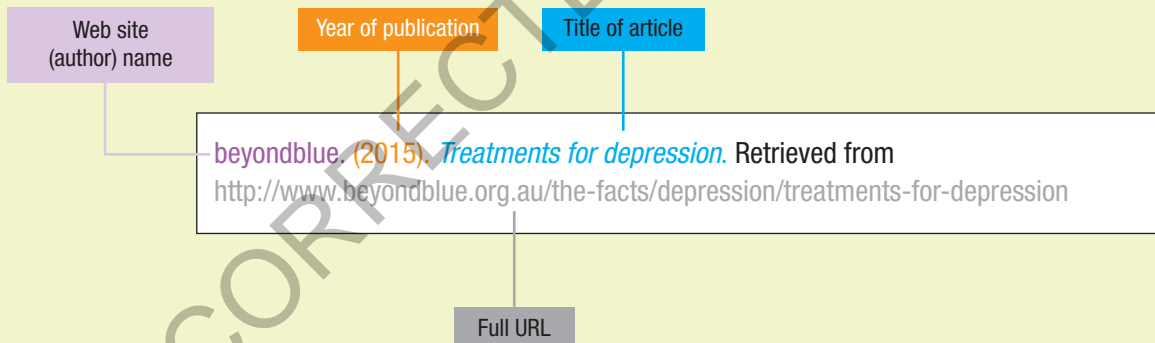 Web site
(author) name
Year of publication
Title of article
beyondblue. (2015). Treatments for depression. Retrieved from
http://www.beyondblue.org.au/the-facts/depression/treatments-for-depression
Full URL
CORRECTE